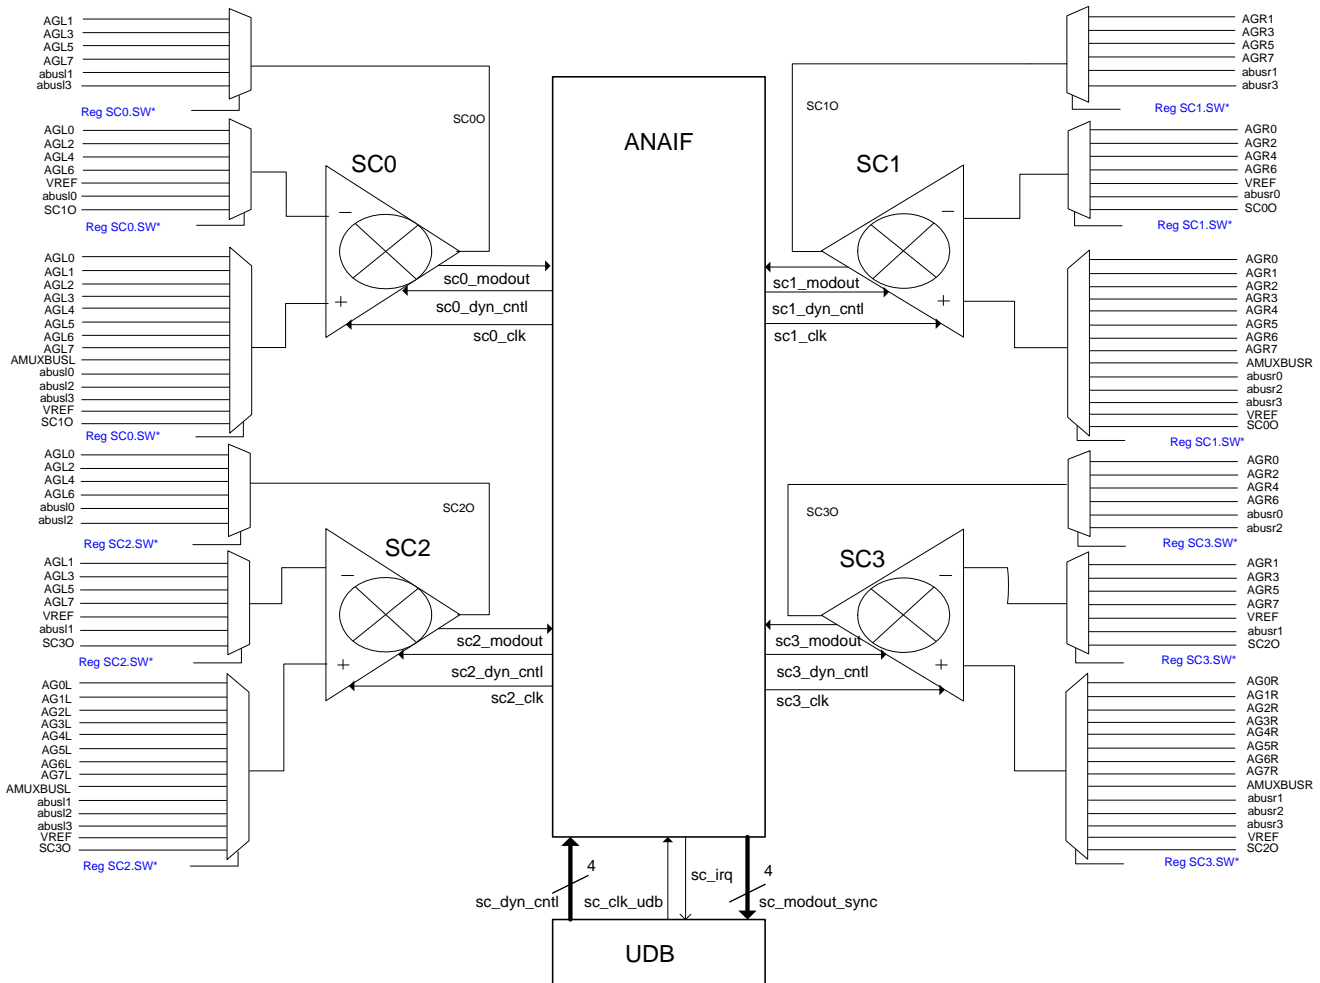 AGL1
AGL3
AGL5
AGL7
abusl1
abusl3
Reg SC0.SW*
AGL0
AGL2
AGL4
AGL6
VREF
abusl0
SC1O
Reg SC0.SW*
AGL0
AGL1
AGL2
AGL3
AGL4
AGL5
AGL6
AGL7
AMUXBUSL
abusl0
abusl2
abusl3
VREF
SC1O
Reg SC0.SW*
AGL0
AGL2
AGL4
AGL6
abusl0
abusl2
Reg SC2.SW*
AGL1
AGL3
AGL5
AGL7
VREF
abusl1
SC3O
Reg SC2.SW*
AG0L
AG1L
AG2L
AG3L
AG4L
AG5L
AG6L
AG7L
AMUXBUSL
abusl1
abusl2
abusl3
VREF
SC3O
Reg SC2.SW*
SC0O
SC0
−
+
sc0_modout
sc0_dyn_cntl
sc0_clk
SC2O
SC2
−
+
sc2_modout
sc2_dyn_cntl
sc2_clk
ANAIF
SC1O
SC1
−
+
sc1_modout
sc1_dyn_cntl
sc1_clk
SC3O
SC3
−
+
sc3_modout
sc3_dyn_cntl
sc3_clk
AGR1
AGR3
AGR5
AGR7
abusr1
abusr3
Reg SC1.SW*
AGR0
AGR2
AGR4
AGR6
VREF
abusr0
SC0O
Reg SC1.SW*
AGR0
AGR1
AGR2
AGR3
AGR4
AGR5
AGR6
AGR7
AMUXBUSR
abusr0
abusr2
abusr3
VREF
SC0O
Reg SC1.SW*
AGR0
AGR2
AGR4
AGR6
abusr0
abusr2
Reg SC3.SW*
AGR1
AGR3
AGR5
AGR7
VREF
abusr1
SC2O
Reg SC3.SW*
AG0R
AG1R
AG2R
AG3R
AG4R
AG5R
AG6R
AG7R
AMUXBUSR
abusr1
abusr2
abusr3
VREF
SC2O
Reg SC3.SW*
4
sc_irq
4
sc_dyn_cntl
sc_clk_udb
sc_modout_sync
UDB